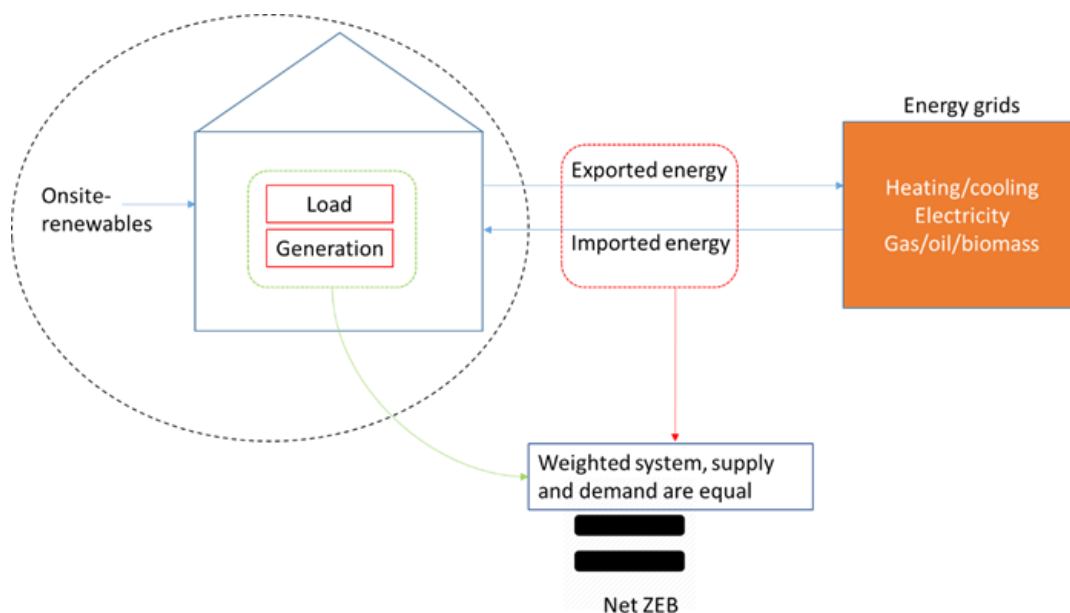 Energy grids
Onsite-
renewables
Load
Generation
Exported energy
Imported energy
Heating/cooling
Electricity
Gas/oil/biomass
Weighted system, supply
and demand are equal
Net ZEB